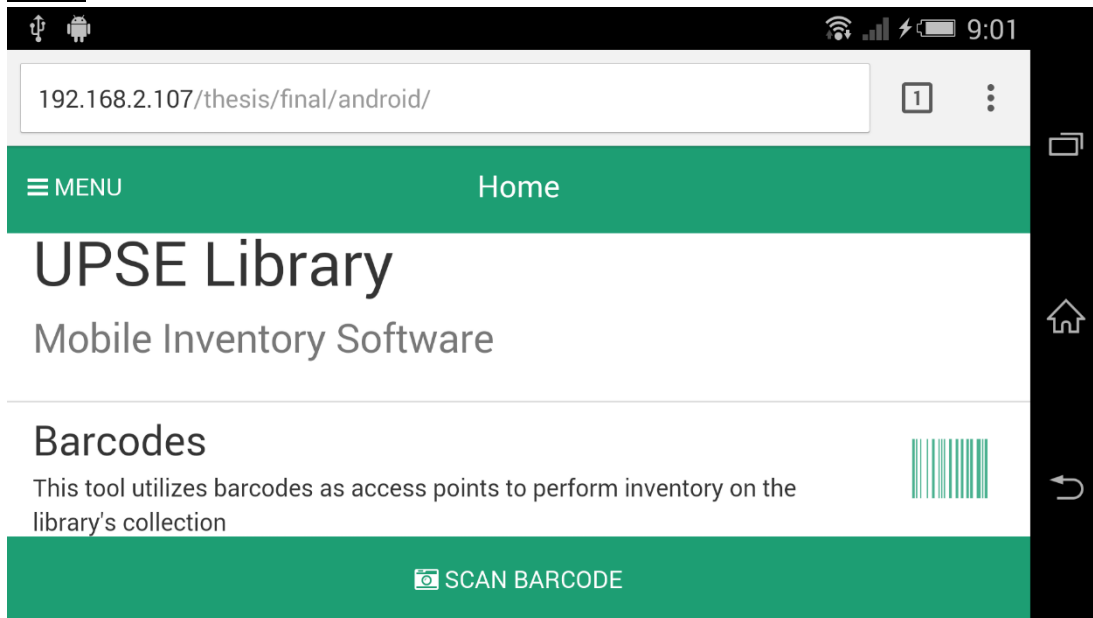 9:01
192.168.2.107/thesis/final/android/
1
MENU
Home
UPSE Library
Mobile Inventory Software
Barcodes
This tool utilizes barcodes as access points to perform inventory on the
library's collection
SCAN BARCODE